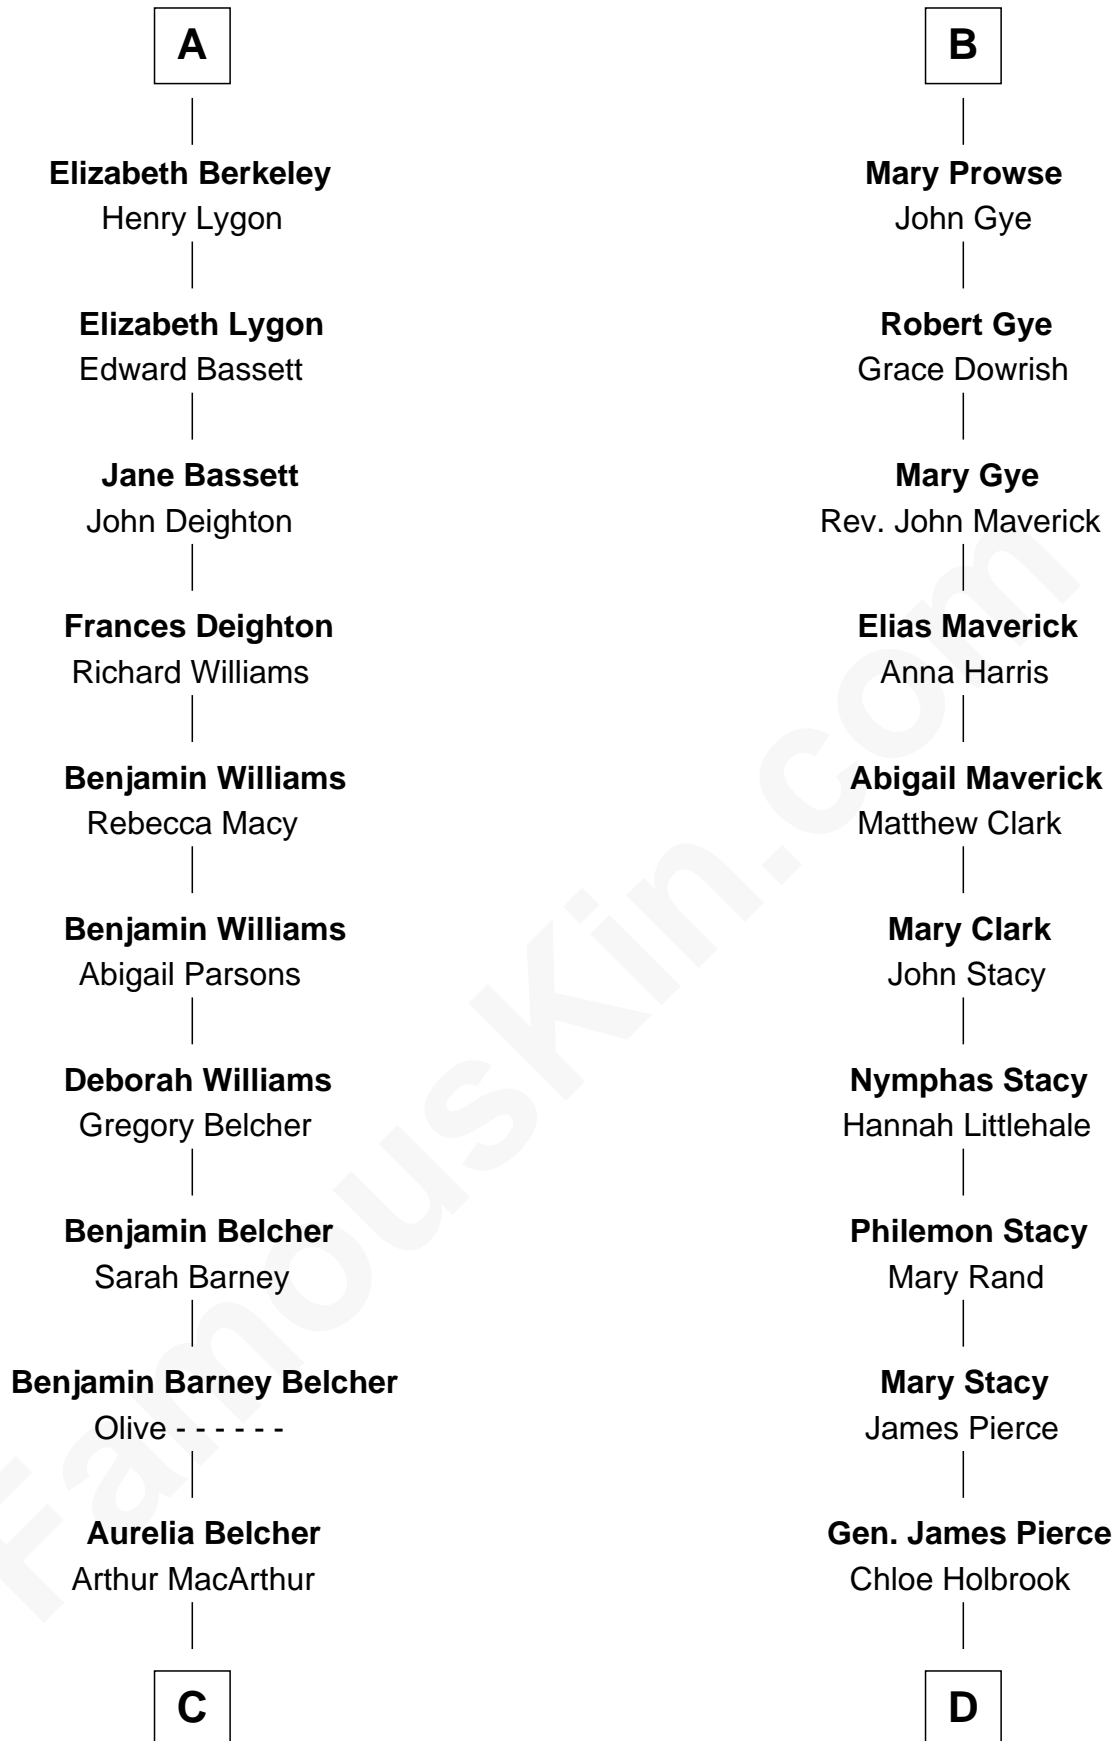 A
Elizabeth Berkeley
Henry Lygon
Elizabeth Lygon
Edward Bassett
Jane Bassett
John Deighton
Frances Deighton
Richard Williams
Benjamin Williams
Rebecca Macy
Benjamin Williams
Abigail Parsons
Deborah Williams
Gregory Belcher
Benjamin Belcher
Sarah Barney
Benjamin Barney Belcher
Olive - - - - - -
Aurelia Belcher
Arthur MacArthur
C
B
Mary Prowse
John Gye
Robert Gye
Grace Dowrish
Mary Gye
Rev. John Maverick
Elias Maverick
Anna Harris
Abigail Maverick
Matthew Clark
Mary Clark
John Stacy
Nymphas Stacy
Hannah Littlehale
Philemon Stacy
Mary Rand
Mary Stacy
James Pierce
Gen. James Pierce
Chloe Holbrook
D
FamousKin.com